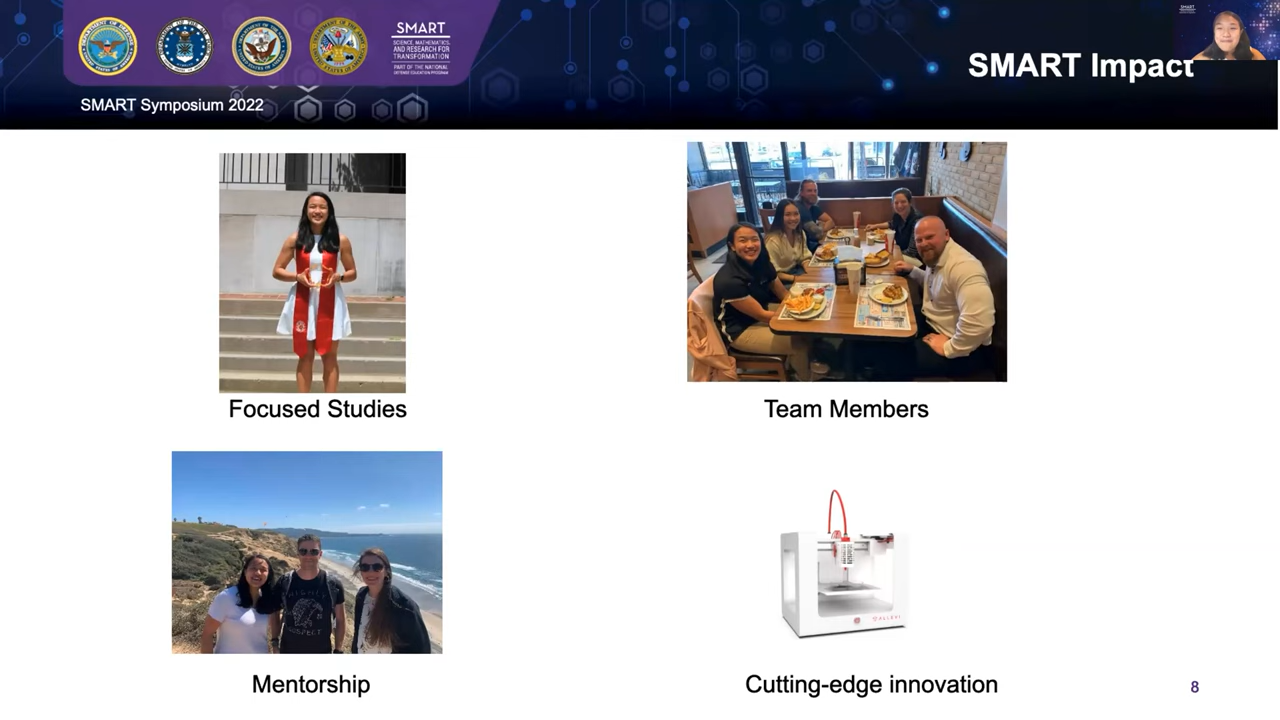 SMART
SCIENCE, MATHEMATICS,
AND RESEARCH FOR
TRANSFORMATION
PART OF THE NATIONAL
DEFENSE EDUCATION PROGRAM
SMART Impact
SMART Symposium 2022
Focused Studies
Team Members
Mentorship
ALLEVI
Cutting-edge innovation
8